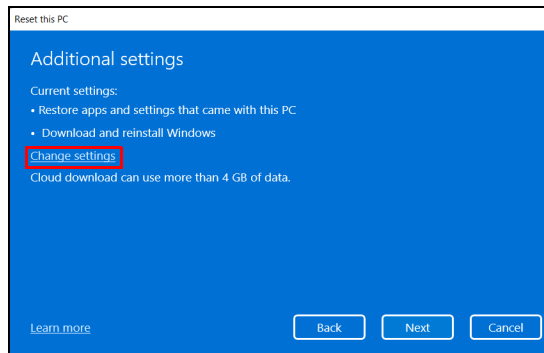 Reset this PC
Additional settings
Current settings:
• Restore apps and settings that came with this PC
• Download and reinstall Windows
Change settings
Cloud download can use more than 4 GB of data.
Learn more
Back
Next
Cancel